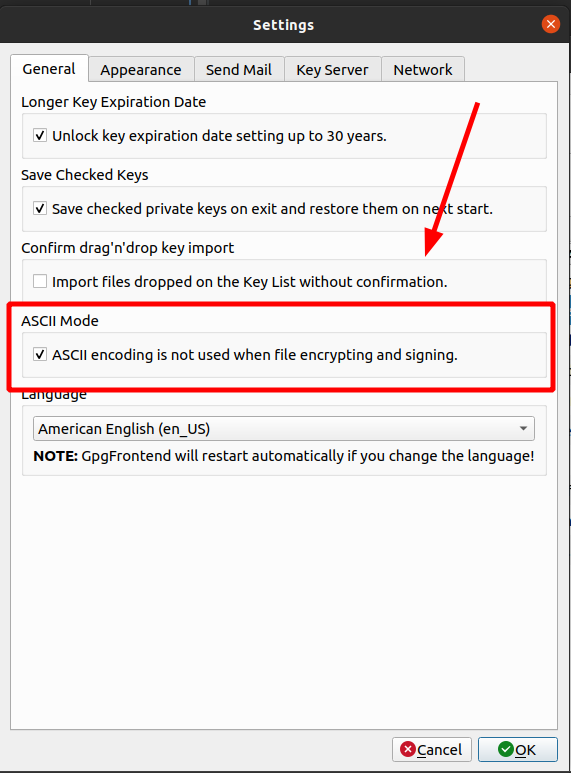 Settings
General
Appearance
Send Mail
Key Server
Network
Longer Key Expiration Date
Unlock key expiration date setting up to 30 years.
Save Checked Keys
Save checked private keys on exit and restore them on next start.
Confirm drag'n'drop key import
Import files dropped on the Key List without confirmation.
ASCII Mode
ASCII encoding is not used when file encrypting and signing.
Language
American English (en_US)
NOTE: GpgFrontend will restart automatically if you change the language!
Cancel
OK